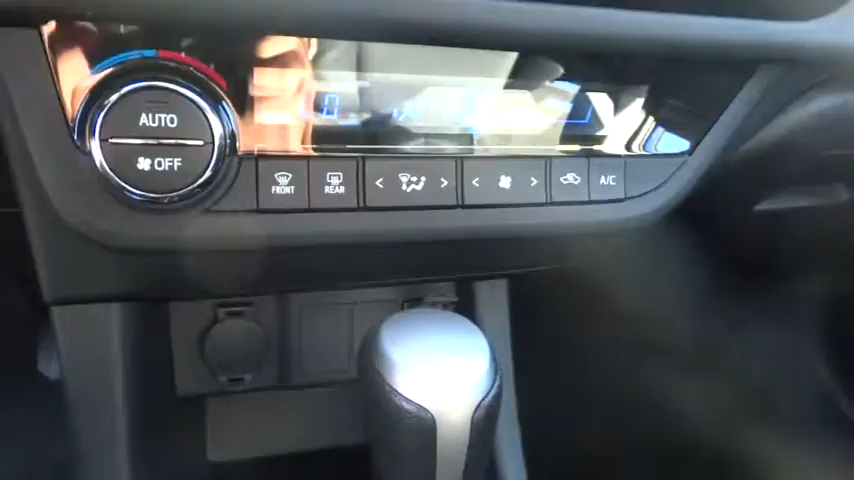 AUTO
OFF
FRONT
REAR
A/C